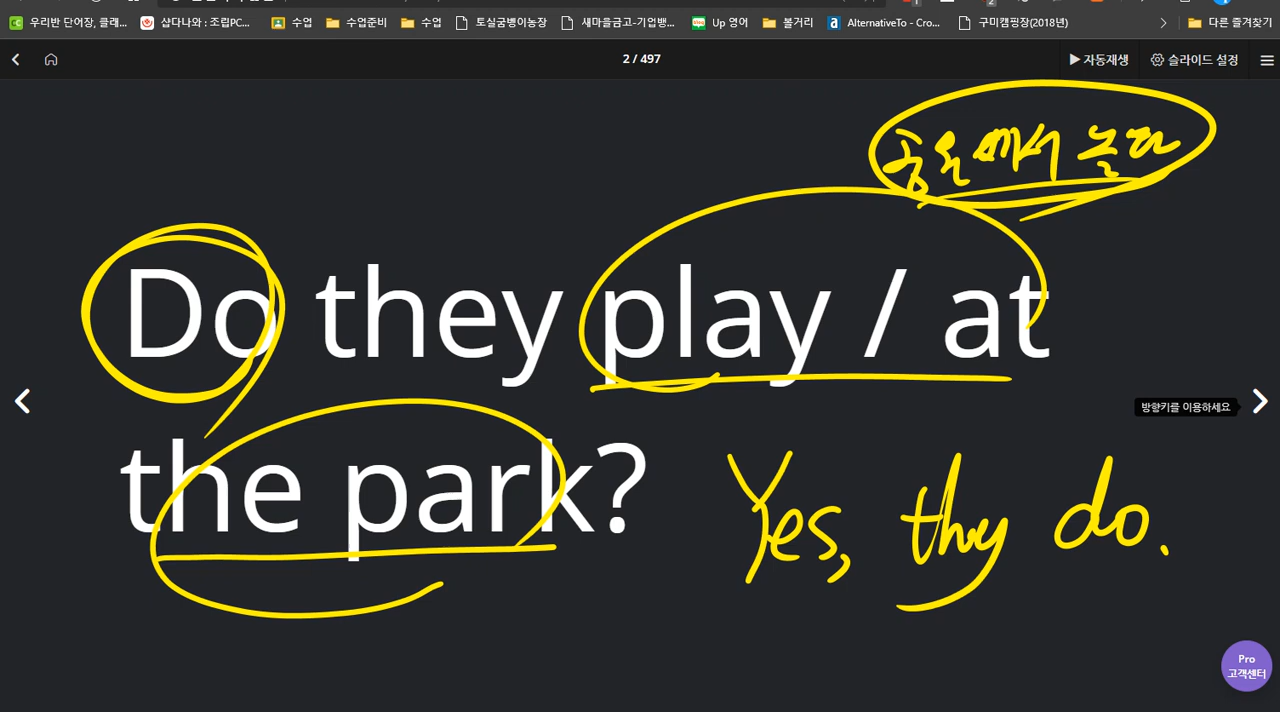 우리반 단어장, 클래...
샵다나와 : 조립PC...
수업
수업준비
수업
토실굼벵이농장
새마을금고-기업뱅...
Up 영어
볼거리
AlternativeTo - Cro...
구미캠핑장(2018년)
다른 즐겨찾기
2 / 497
자동재생
슬라이드 설정
공원에서 놀다
Do they play / at
the park?
방향키를 이용하세요
Yes, they do.
Pro
고객센터